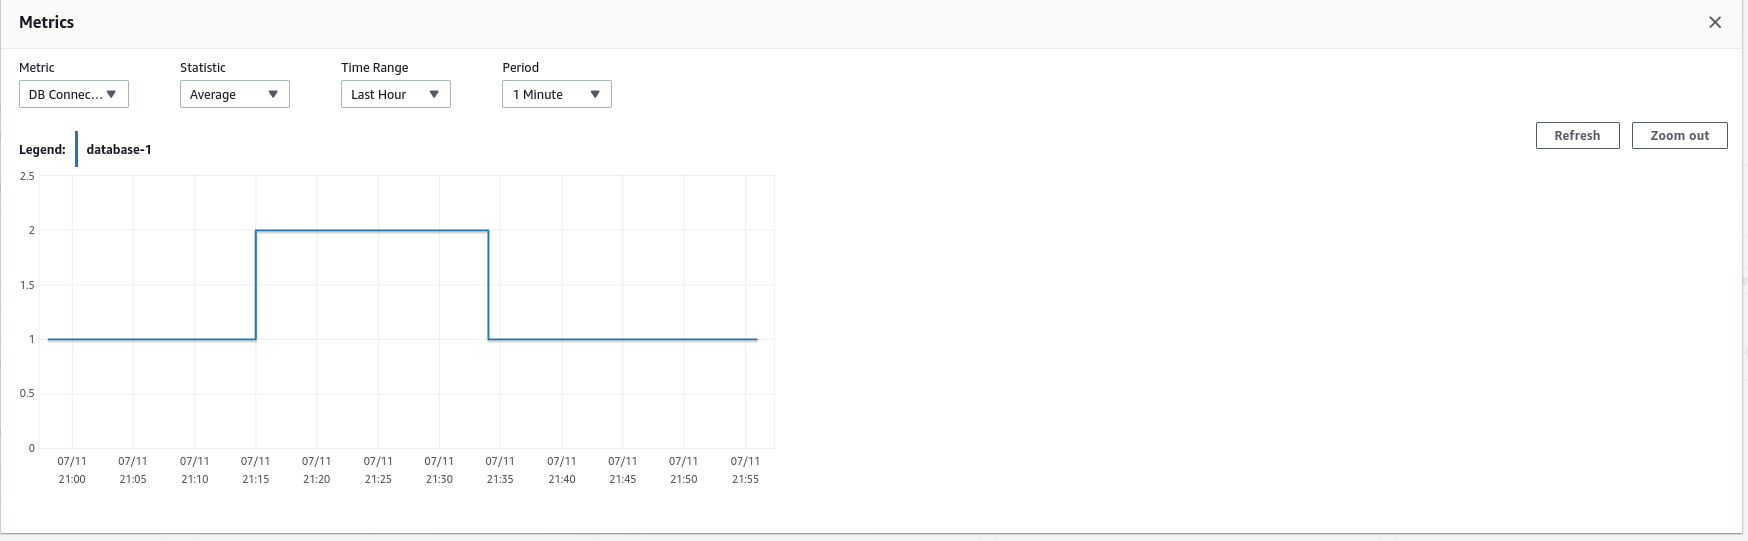 Metrics
Metric Statistic Time Range Period
DB Connec... Average Last Hour 1 Minute
Refresh Zoom out
Legend: database-1
2.5
2
1.5
1
0.5
0
07/11 07/11 07/11 07/11 07/11 07/11 07/11 07/11 07/11 07/11 07/11 07/11
21:00 21:05 21:10 21:15 21:20 21:25 21:30 21:35 21:40 21:45 21:50 21:55